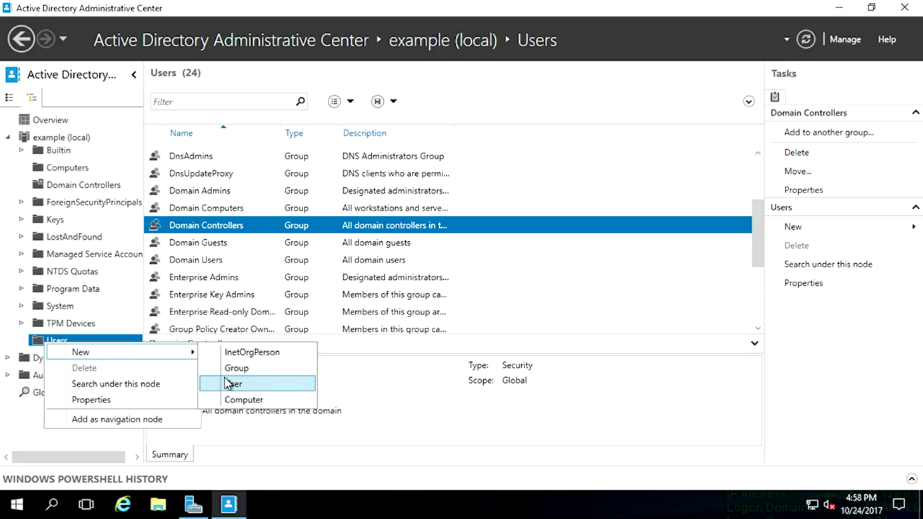 Active Directory Administrative Center
Active Directory Administrative Center
example (local)
Users
Manage
Help
Active Directory...
Overview
example (local)
Builtin
Computers
Domain Controllers
ForeignSecurityPrincipals
Keys
LostAndFound
Managed Service Accoun
NTDS Quotas
Program Data
System
TPM Devices
Users
Dy
Au
Glo
Users (24)
Filter
Name Type Description
DnsAdmins Group DNS Administrators Group
DnsUpdateProxy Group DNS clients who are permi...
Domain Admins Group Designated administrators...
Domain Computers Group All workstations and serve...
Domain Controllers Group All domain controllers in t...
Domain Guests Group All domain guests
Domain Users Group All domain users
Enterprise Admins Group Designated administrators...
Enterprise Key Admins Group Members of this group ca...
Enterprise Read-only Dom... Group Members of this group ca...
Group Policy Creator Own... Group Members of this group ca...
New
Delete
Search under this node
Properties
Add as navigation node
InetOrgPerson
Group
User
Computer
Type: Security
Scope: Global
All domain controllers in the domain
Summary
Tasks
Domain Controllers
Add to another group...
Delete
Move...
Properties
Users
New
Delete
Search under this node
Properties
WINDOWS POWERSHELL HISTORY
IP Address
Logon Domain
4:58 PM
10/24/2017